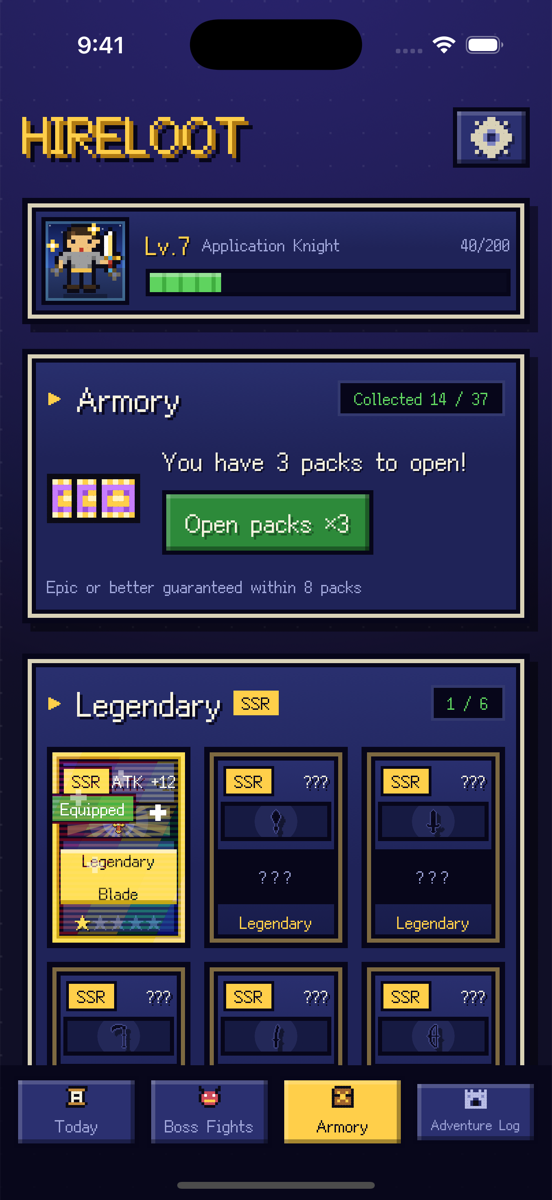 9:41
HIRELOOT
Lv.7 Application Knight 40/200
Armory Collected 14 / 37
You have 3 packs to open!
Open packs ×3
Epic or better guaranteed within 8 packs
Legendary SSR 1 / 6
SSR ATK +12
Equipped
Legendary
Blade
SSR ???
???
Legendary
SSR ???
???
Legendary
SSR ???
SSR ???
SSR ???
Today
Boss Fights
Armory
Adventure Log